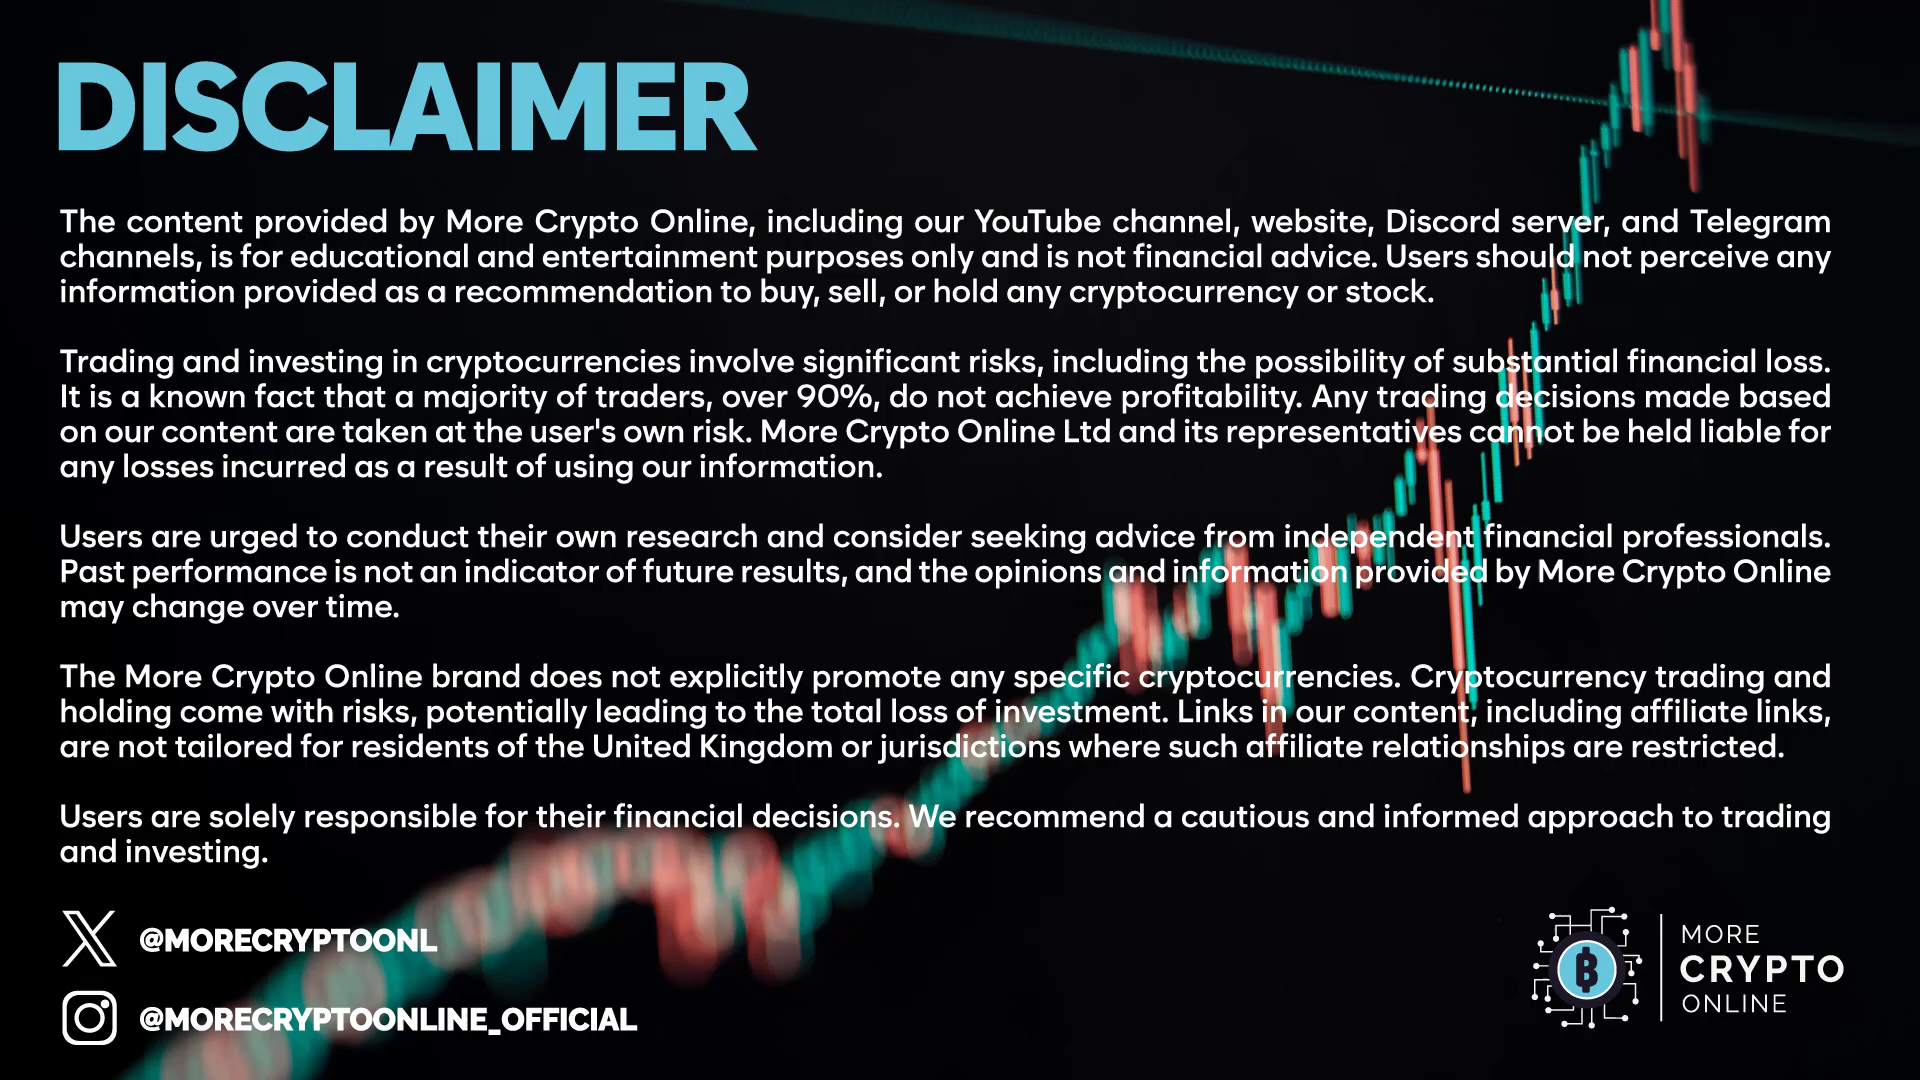 DISCLAIMER
The content provided by More Crypto Online, including our YouTube channel, website, Discord server, and Telegram
channels, is for educational and entertainment purposes only and is not financial advice. Users should not perceive any
information provided as a recommendation to buy, sell, or hold any cryptocurrency or stock.
Trading and investing in cryptocurrencies involve significant risks, including the possibility of substantial financial loss.
It is a known fact that a majority of traders, over 90%, do not achieve profitability. Any trading decisions made based
on our content are taken at the user's own risk. More Crypto Online Ltd and its representatives cannot be held liable for
any losses incurred as a result of using our information.
Users are urged to conduct their own research and consider seeking advice from independent financial professionals.
Past performance is not an indicator of future results, and the opinions and information provided by More Crypto Online
may change over time.
The More Crypto Online brand does not explicitly promote any specific cryptocurrencies. Cryptocurrency trading and
holding come with risks, potentially leading to the total loss of investment. Links in our content, including affiliate links,
are not tailored for residents of the United Kingdom or jurisdictions where such affiliate relationships are restricted.
Users are solely responsible for their financial decisions. We recommend a cautious and informed approach to trading
and investing.
@MORECRYPTOONL
@MORECRYPTOONLINE_OFFICIAL
MORE
CRYPTO
ONLINE